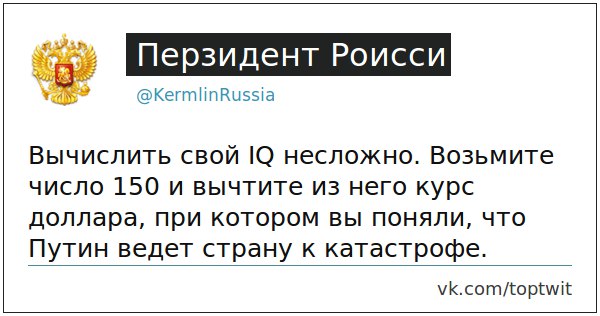 Перзидент Роисси
@KermlinRussia
Вычислить свой IQ несложно. Возьмите
число 150 и вычтите из него курс
доллара, при котором вы поняли, что
Путин ведет страну к катастрофе.
vk.com/toptwit